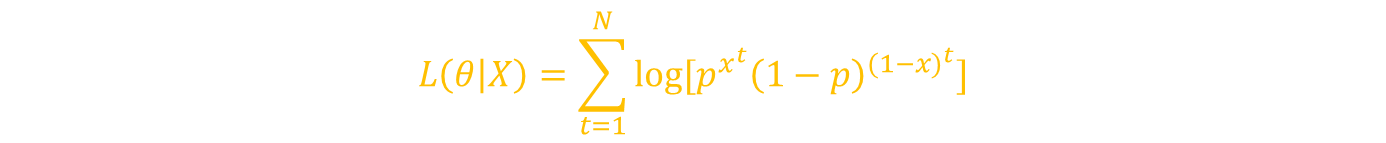 L(θ|X) = ∑_{t=1}^{N} log[p^{x^t}(1 − p)^{(1−x)^t}]